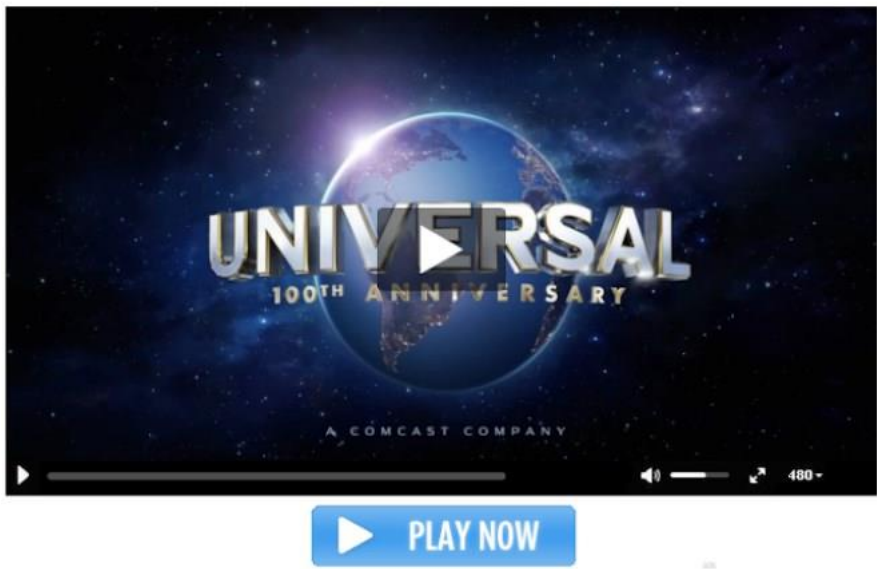 UNIVERSAL
100TH ANNIVERSARY
A COMCAST COMPANY
480
PLAY NOW